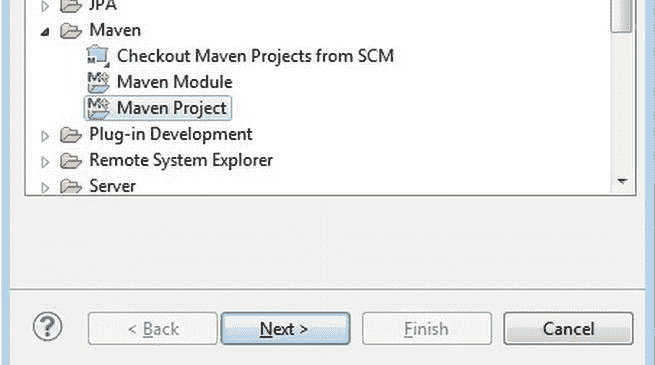 JPA
Maven
Checkout Maven Projects from SCM
Maven Module
Maven Project
Plug-in Development
Remote System Explorer
Server
? < Back Next > Finish Cancel